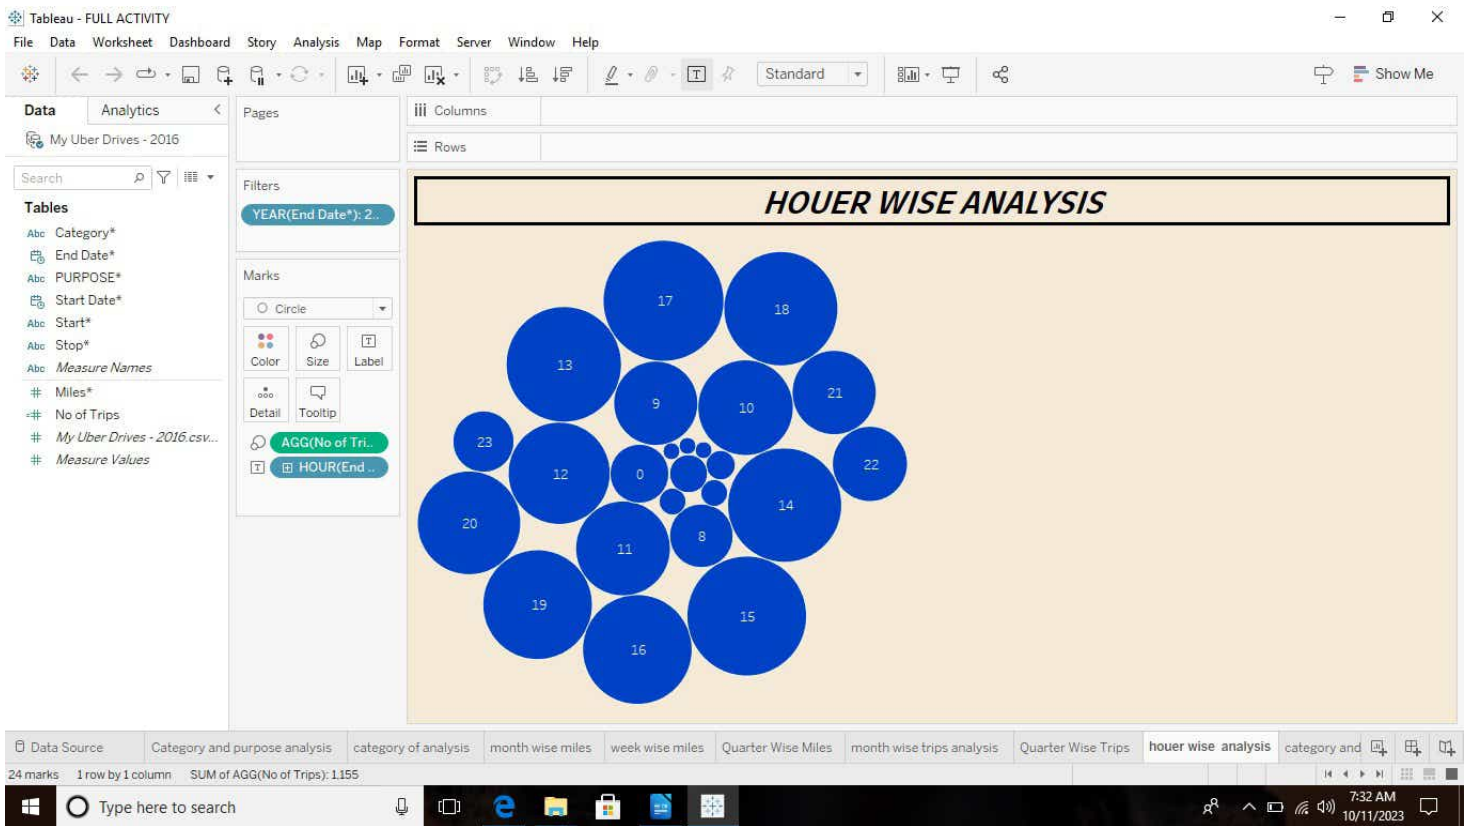 Tableau - FULL ACTIVITY
File Data Worksheet Dashboard Story Analysis Map Format Server Window Help
Standard
Show Me
Data Analytics
Pages
Columns
My Uber Drives - 2016
Rows
Search
Filters
HOUER WISE ANALYSIS
Tables
YEAR(End Date*): 2..
Abc Category*
End Date*
Abc PURPOSE*
Start Date*
Abc Start*
Abc Stop*
Abc Measure Names
# Miles*
=# No of Trips
# My Uber Drives - 2016.csv...
# Measure Values
Marks
Circle
Color Size Label
Detail Tooltip
AGG(No of Tri..
HOUR(End ..
17
18
13
9
10
21
23
12
0
22
20
14
11
8
19
15
16
Data Source Category and purpose analysis category of analysis month wise miles week wise miles Quarter Wise Miles month wise trips analysis Quarter Wise Trips houer wise analysis category and
24 marks 1 row by 1 column SUM of AGG(No of Trips): 1,155
Type here to search
7:32 AM
10/11/2023